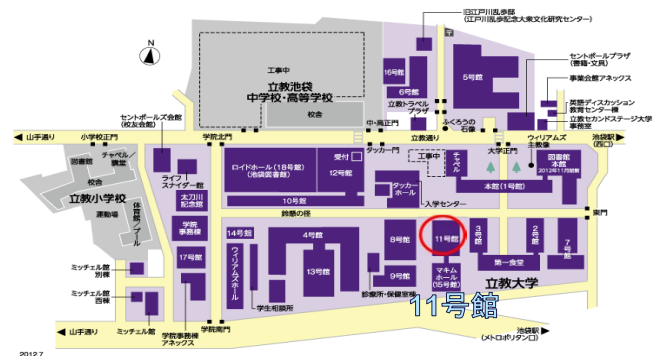 旧江戸川乱歩邸
(江戸川乱歩記念大衆文化研究センター)
N
工事中
立教池袋
中学校・高等学校
校舎
16号館
6号館
5号館
セントポールプラザ
(書籍・文具)
事業会館アネックス
英語ディスカッション
教育センター棟
立教セカンドステージ大学
事務室
立教トラベル
プラザ
ふくろうの
石像
セントポールズ会館
(校友会館)
山手通り
小学校正門
学院北門
中・高正門
立教通り
大学正門
ウィリアムズ
主教像
池袋駅
(西口)
図書館
チャペル/
講堂
校舎
立教小学校
運動場
体育館/プール
ライフ
スナイダー館
太刀川
記念館
学院
事務棟
17号館
ロイドホール(18号館)
(池袋図書館)
受付
12号館
10号館
タッカー門
工事中
タッカー
ホール
入学センター
チャペル
本館(1号館)
図書館
本館
2012年11月閉館
鈴懸の径
東門
14号館
ウイリアムズホール
4号館
13号館
学生相談所
8号館
9号館
診療所・保健室棟
11号館
マキム
ホール
(15号館)
3号館
2号館
7号館
第一食堂
立教大学
11号館
ミッチェル館
別棟
ミッチェル館
西棟
ミッチェル館
学院事務棟
アネックス
学院南門
山手通り
池袋駅
(メトロポリタン口)
2012.7